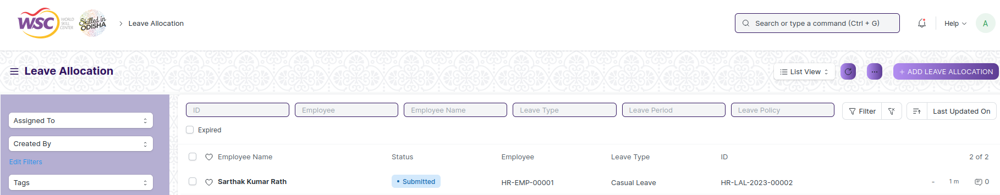 WSC WORLD SKILL CENTER
Skilled in ODISHA
Leave Allocation
Search or type a command (Ctrl + G)
Help
A
Leave Allocation
List View
...
+ ADD LEAVE ALLOCATION
Assigned To
Created By
Edit Filters
Tags
ID
Employee
Employee Name
Leave Type
Leave Period
Leave Policy
Filter
Last Updated On
Expired
Employee Name Status Employee Leave Type ID 2 of 2
Sarthak Kumar Rath • Submitted HR-EMP-00001 Casual Leave HR-LAL-2023-00002 - 1 m 0